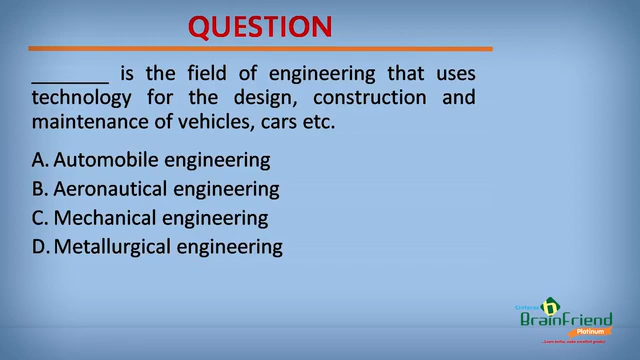 QUESTION
_______ is the field of engineering that uses
technology for the design, construction and
maintenance of vehicles, cars etc.
A. Automobile engineering
B. Aeronautical engineering
C. Mechanical engineering
D. Metallurgical engineering
BrainFriend
Platinum